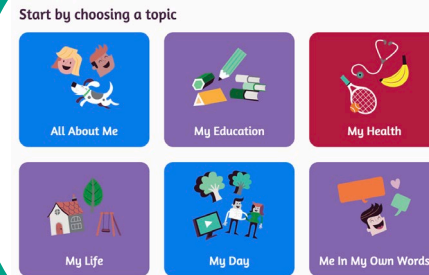 Start by choosing a topic
All About Me
My Education
My Health
My Life
My Day
Me In My Own Words